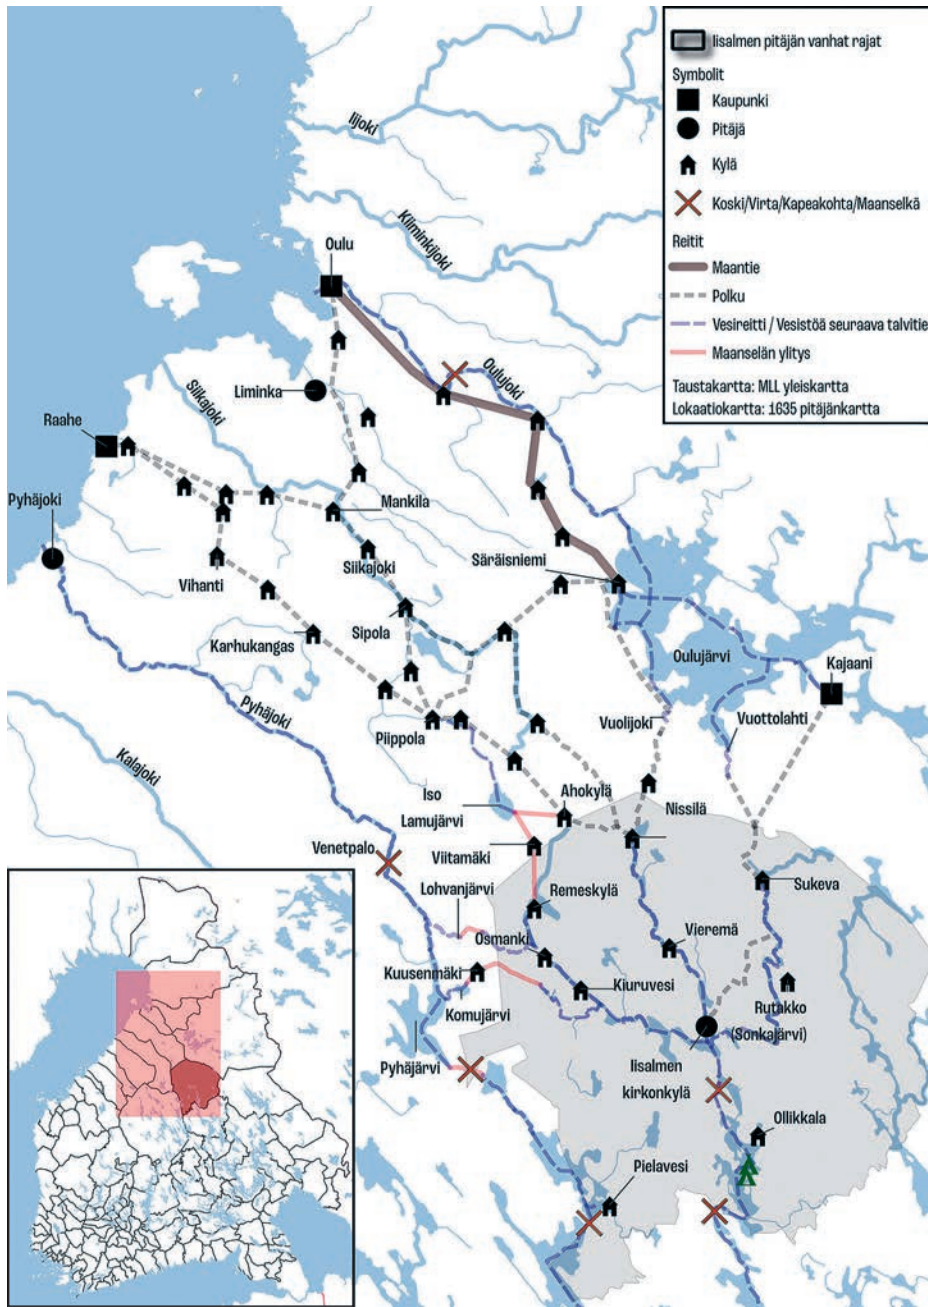 Iisalmen pitäjän vanhat rajat
Symbolit
Kaupunki
Pitäjä
Kylä
Koski/Virta/Kapeakohta/Maanselkä
Reitit
Maantie
Polku
Vesireitti / Vesistöä seuraava talvitie
Maanselän ylitys
Taustakartta: MLL yleiskartta
Lokaatiokartta: 1635 pitäjänkartta
Iijoki
Kiiminkijoki
Oulu
Oulujoki
Liminka
Siikajoki
Raahe
Pyhäjoki
Mankila
Siikajoki
Säräisniemi
Vihanti
Sipola
Karhukangas
Oulujärvi
Kajaani
Pyhäjoki
Vuolijoki
Vuottolahti
Piippola
Kalajoki
Iso
Lamujärvi
Ahokylä
Nissilä
Venetpalo
Viitamäki
Lohvanjärvi
Remeskylä
Sukeva
Osmanki
Vieremä
Kuusenmäki
Kiuruvesi
Komujärvi
Rutakko
(Sonkajärvi)
Pyhäjärvi
Iisalmen
kirkonkylä
Ollikkala
Pielavesi